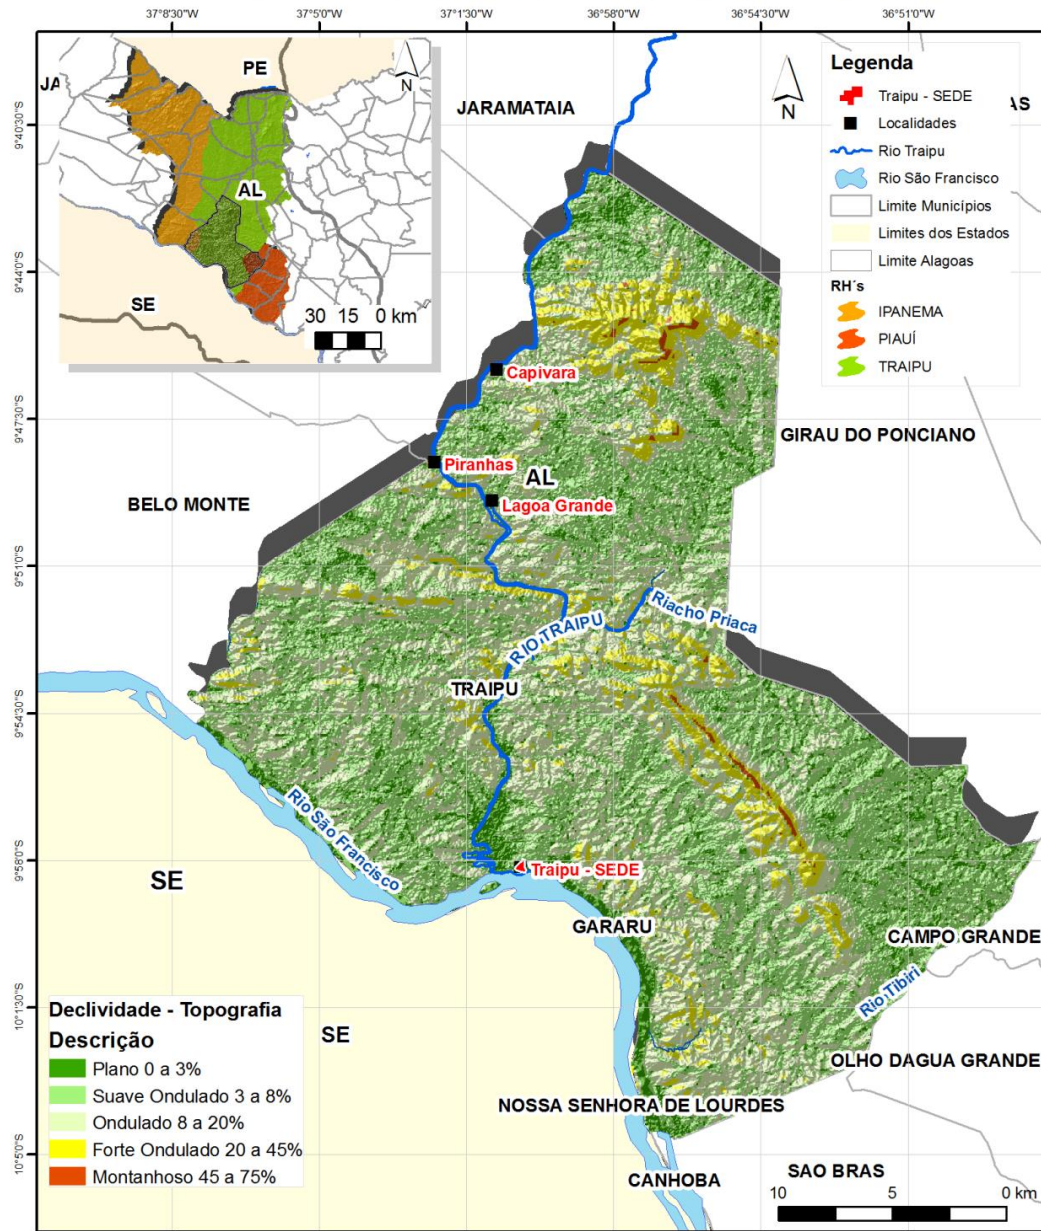 37°8'30"S
37°5'0"S
37°1'30"S
36°58'0"S
36°54'30"S
36°51'0"S
9°40'30"S
9°44'0"S
9°47'30"S
9°51'0"S
9°54'30"S
9°58'0"S
10°1'30"S
10°5'0"S
JA
PE
N
AL
SE
30 15 0 km
JARAMATAIA
N
AS
Legenda
Traipu - SEDE
Localidades
Rio Traipu
Rio São Francisco
Limite Municípios
Limites dos Estados
Limite Alagoas
RH´s
IPANEMA
PIAUÍ
TRAIPU
Capivara
GIRAU DO PONCIANO
Piranhas
AL
Lagoa Grande
BELO MONTE
Riacho Priaca
RIO TRAIPU
TRAIPU
Rio São Francisco
Traipu - SEDE
SE
GARARU
CAMPO GRANDE
Rio Tibiri
SE
OLHO DAGUA GRANDE
NOSSA SENHORA DE LOURDES
CANHOBA
SAO BRAS
10 5 0 km
Declividade - Topografia
Descrição
Plano 0 a 3%
Suave Ondulado 3 a 8%
Ondulado 8 a 20%
Forte Ondulado 20 a 45%
Montanhoso 45 a 75%